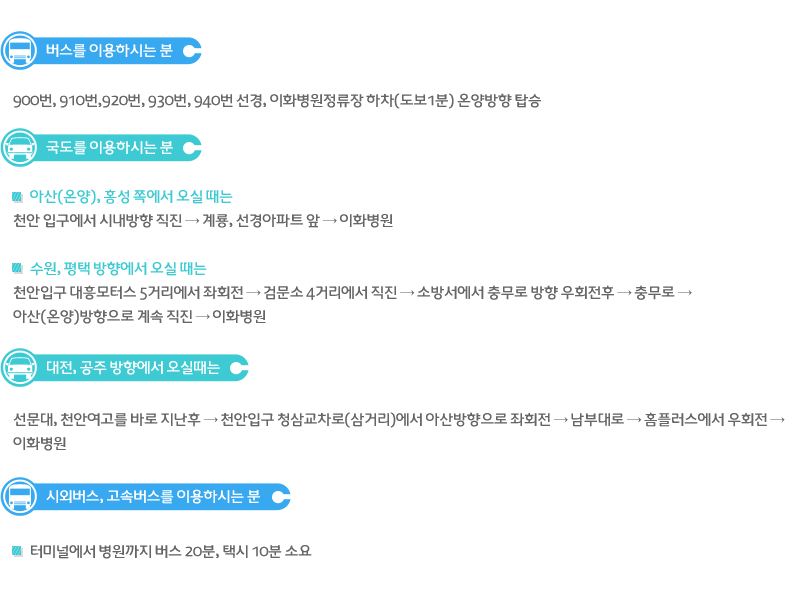 버스를 이용하시는 분
900번, 910번,920번, 930번, 940번 선경, 이화병원정류장 하차(도보1분) 온양방향 탑승
국도를 이용하시는 분
아산(온양), 홍성 쪽에서 오실 때는
천안 입구에서 시내방향 직진 → 계룡, 선경아파트 앞 → 이화병원
수원, 평택 방향에서 오실 때는
천안입구 대흥모터스 5거리에서 좌회전 → 검문소 4거리에서 직진 → 소방서에서 충무로 방향 우회전후 → 충무로 →
아산(온양)방향으로 계속 직진 → 이화병원
대전, 공주 방향에서 오실때는
선문대, 천안여고를 바로 지난후 → 천안입구 청삼교차로(삼거리)에서 아산방향으로 좌회전 → 남부대로 → 홈플러스에서 우회전 →
이화병원
시외버스, 고속버스를 이용하시는 분
터미널에서 병원까지 버스 20분, 택시 10분 소요